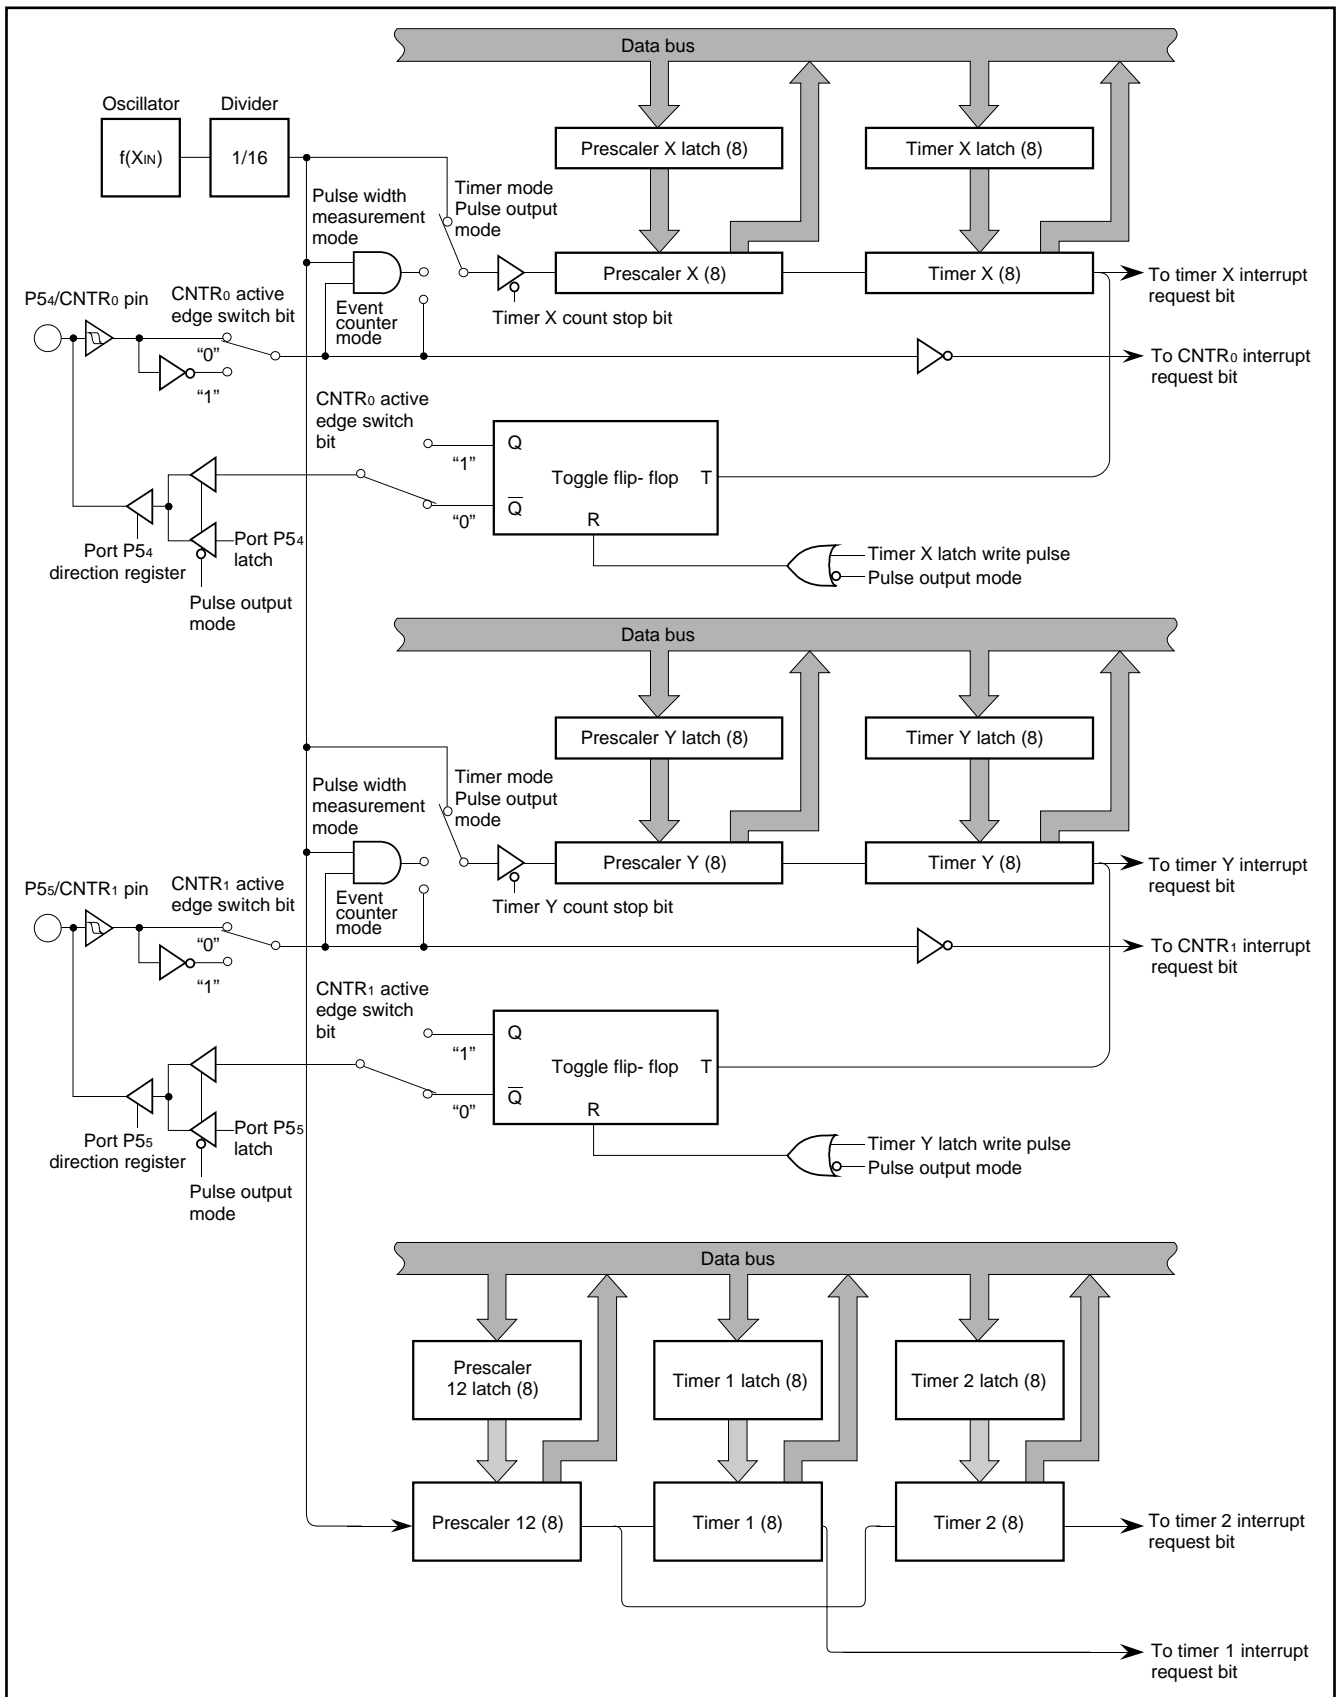 Data bus
Oscillator
Divider
f(XIN)
1/16
Prescaler X latch (8)
Timer X latch (8)
Pulse width
measurement
mode
Timer mode
Pulse output
mode
Prescaler X (8)
Timer X (8)
To timer X interrupt
request bit
P54/CNTR0 pin
CNTR0 active
edge switch bit
Event
counter
mode
Timer X count stop bit
“0”
“1”
To CNTR0 interrupt
request bit
CNTR0 active
edge switch
bit
“1”
“0”
Q
Q̅
Toggle flip- flop
T
R
Port P54
direction register
Port P54
latch
Pulse output
mode
Timer X latch write pulse
Pulse output mode
Data bus
Prescaler Y latch (8)
Timer Y latch (8)
Pulse width
measurement
mode
Timer mode
Pulse output
mode
Prescaler Y (8)
Timer Y (8)
To timer Y interrupt
request bit
P55/CNTR1 pin
CNTR1 active
edge switch bit
Event
counter
mode
Timer Y count stop bit
“0”
“1”
To CNTR1 interrupt
request bit
CNTR1 active
edge switch
bit
“1”
“0”
Q
Q̅
Toggle flip- flop
T
R
Port P55
direction register
Port P55
latch
Pulse output
mode
Timer Y latch write pulse
Pulse output mode
Data bus
Prescaler
12 latch (8)
Timer 1 latch (8)
Timer 2 latch (8)
Prescaler 12 (8)
Timer 1 (8)
Timer 2 (8)
To timer 2 interrupt
request bit
To timer 1 interrupt
request bit